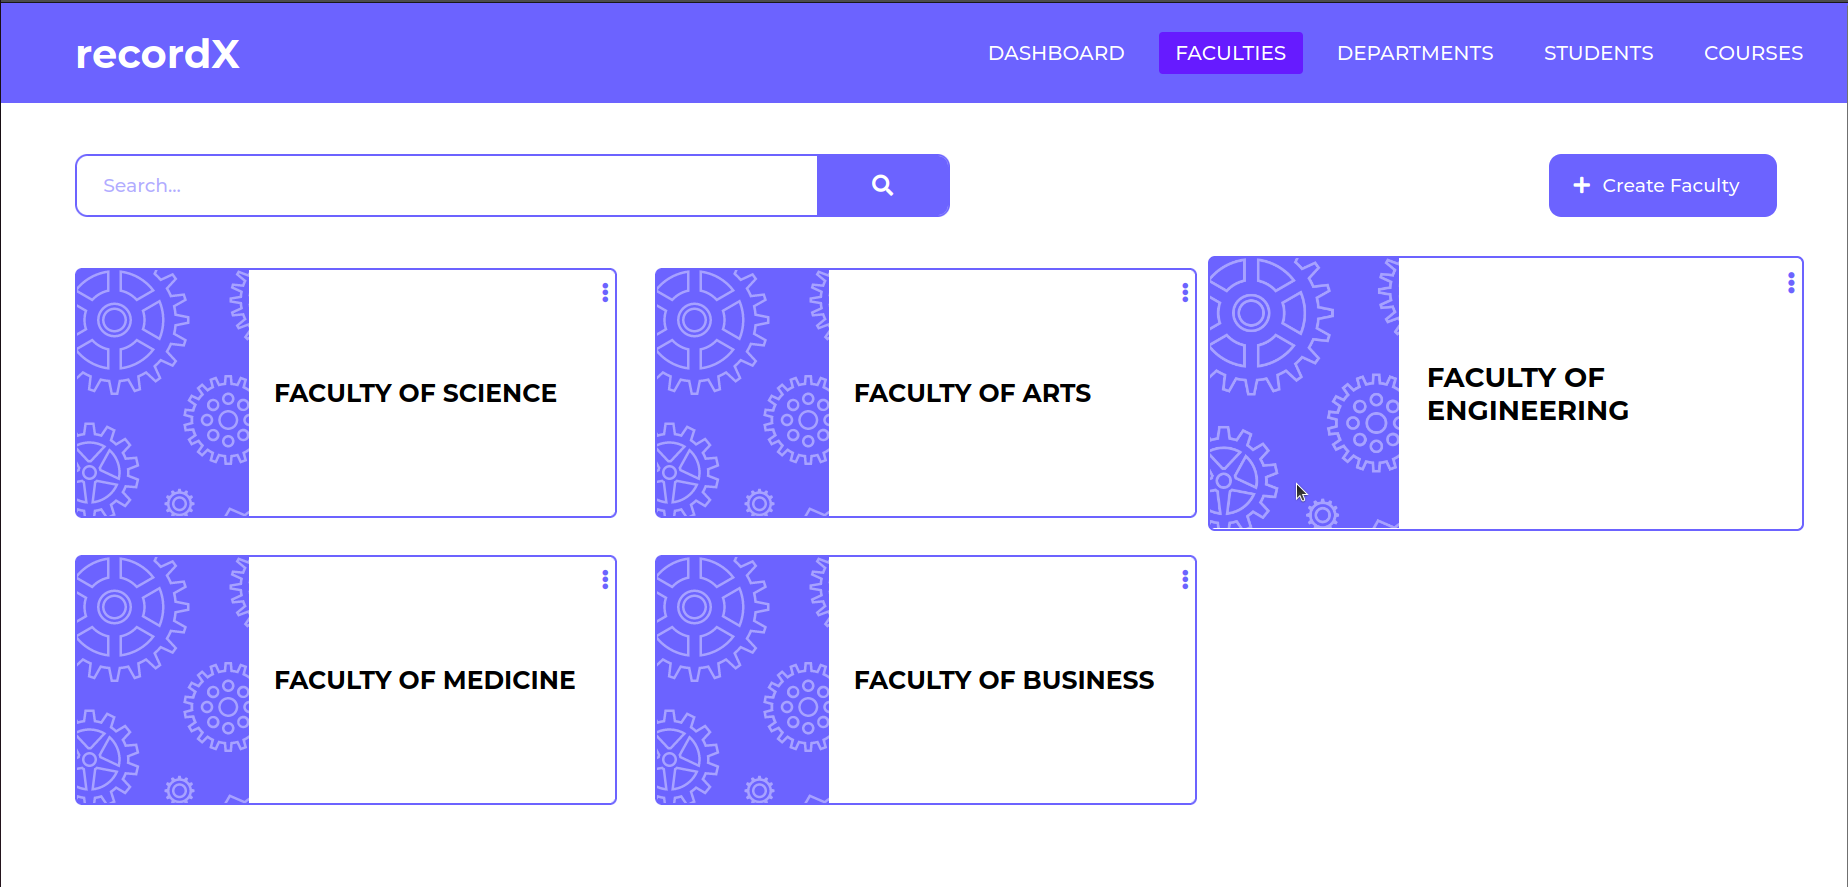 recordX
DASHBOARD
FACULTIES
DEPARTMENTS
STUDENTS
COURSES
Search...
Create Faculty
FACULTY OF SCIENCE
FACULTY OF ARTS
FACULTY OF
ENGINEERING
FACULTY OF MEDICINE
FACULTY OF BUSINESS